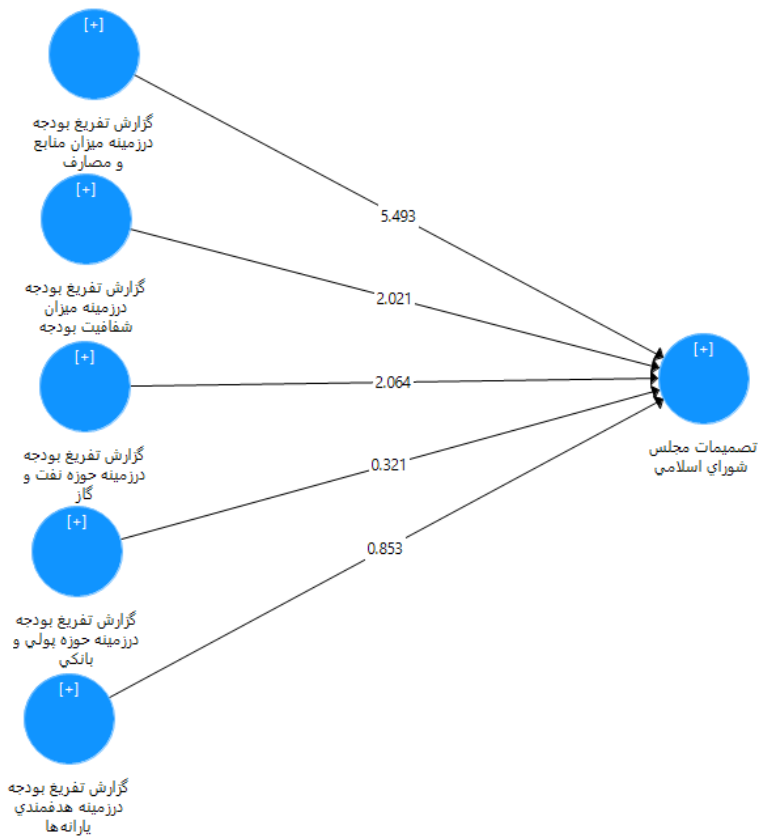 [+]
گزارش تفريغ بودجه
درزمينه ميزان منابع
و مصارف
[+]
گزارش تفريغ بودجه
درزمينه ميزان
شفافيت بودجه
[+]
گزارش تفريغ بودجه
درزمينه حوزه نفت و
گاز
[+]
گزارش تفريغ بودجه
درزمينه حوزه پولي و
بانكي
[+]
گزارش تفريغ بودجه
درزمينه هدفمندي
يارانه‌ها
5.493
2.021
2.064
0.321
0.853
[+]
تصميمات مجلس
شوراي اسلامي